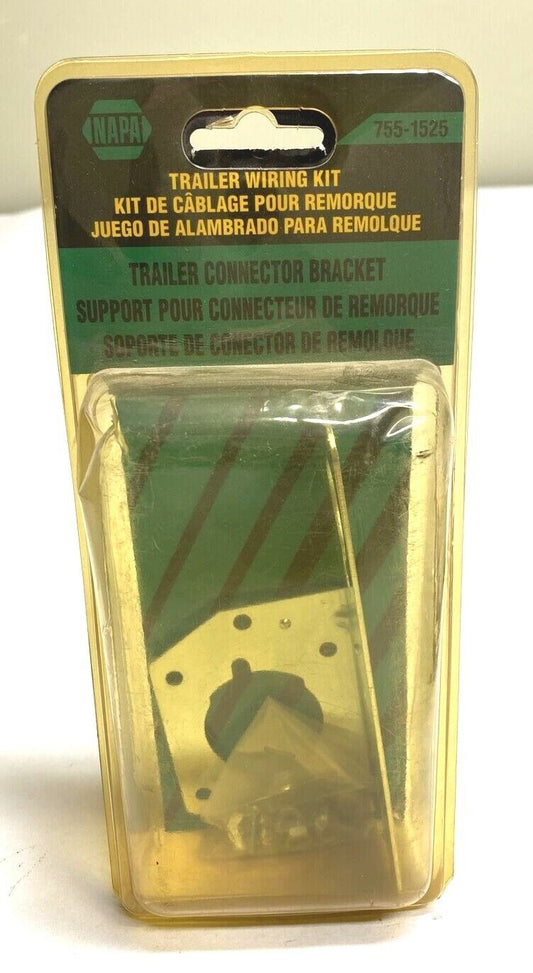 NAPA
755-1525
TRAILER WIRING KIT
KIT DE CÂBLAGE POUR REMORQUE
JUEGO DE ALAMBRADO PARA REMOLQUE
TRAILER CONNECTOR BRACKET
SUPPORT POUR CONNECTEUR DE REMORQUE
SOPORTE DE CONECTOR DE REMOLQUE